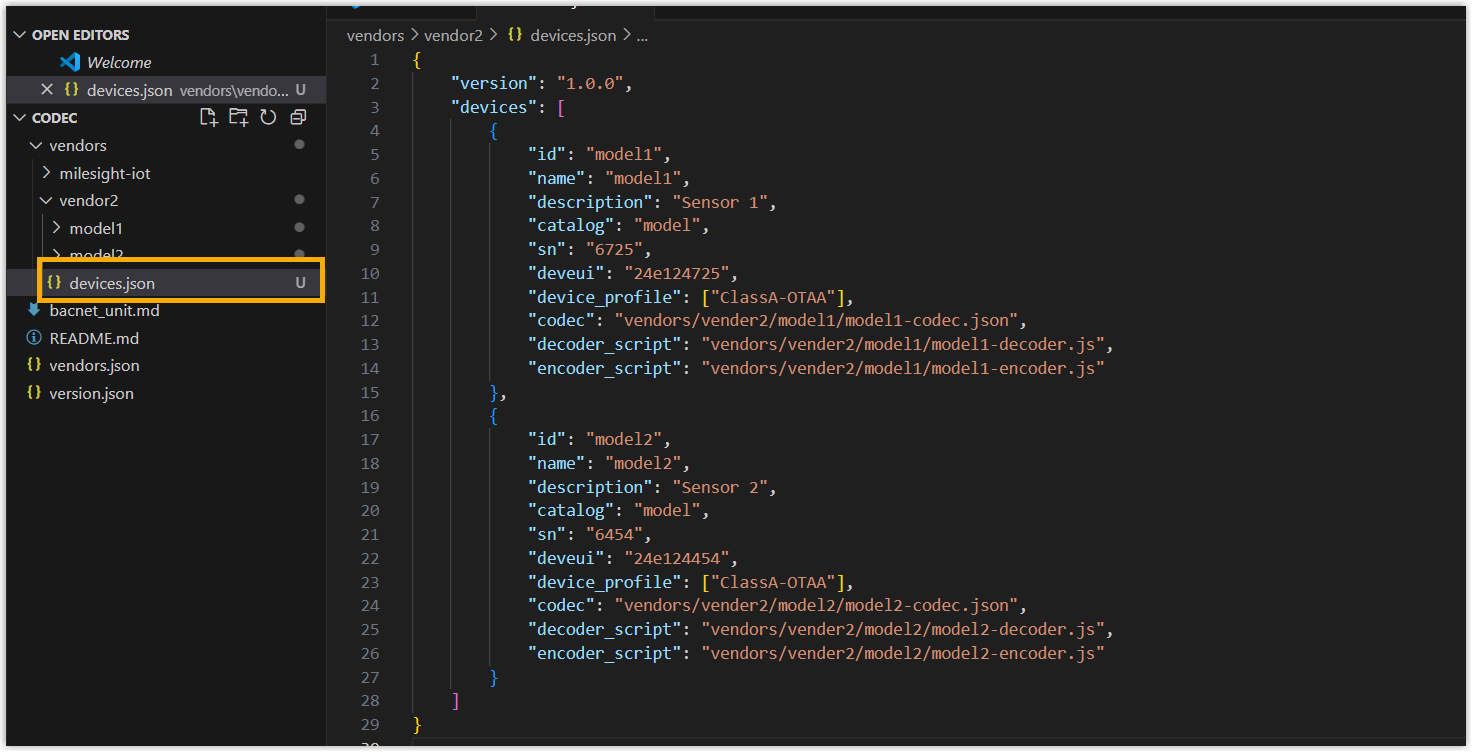 OPEN EDITORS
Welcome
{} devices.json vendors\vendo... U
CODEC
vendors
milesight-iot
vendor2
model1
model2
{} devices.json U
bacnet_unit.md
README.md
{} vendors.json
{} version.json
vendors > vendor2 > {} devices.json > ...
1 {
2 "version": "1.0.0",
3 "devices": [
4 {
5 "id": "model1",
6 "name": "model1",
7 "description": "Sensor 1",
8 "catalog": "model",
9 "sn": "6725",
10 "deveui": "24e124725",
11 "device_profile": ["ClassA-OTAA"],
12 "codec": "vendors/vender2/model1/model1-codec.json",
13 "decoder_script": "vendors/vender2/model1/model1-decoder.js",
14 "encoder_script": "vendors/vender2/model1/model1-encoder.js"
15 },
16 {
17 "id": "model2",
18 "name": "model2",
19 "description": "Sensor 2",
20 "catalog": "model",
21 "sn": "6454",
22 "deveui": "24e124454",
23 "device_profile": ["ClassA-OTAA"],
24 "codec": "vendors/vender2/model2/model2-codec.json",
25 "decoder_script": "vendors/vender2/model2/model2-decoder.js",
26 "encoder_script": "vendors/vender2/model2/model2-encoder.js"
27 }
28 ]
29 }